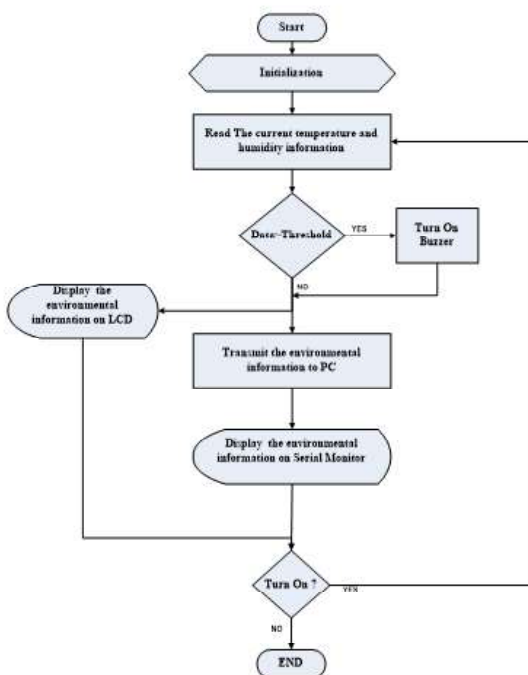 Start
Initialization
Read The current temperature and
humidity information
Data>Threshold
YES
Turn On
Buzzer
NO
Display the
environmental
information on LCD
Transmit the environmental
information to PC
Display the environmental
information on Serial Monitor
Turn On ?
YES
NO
END